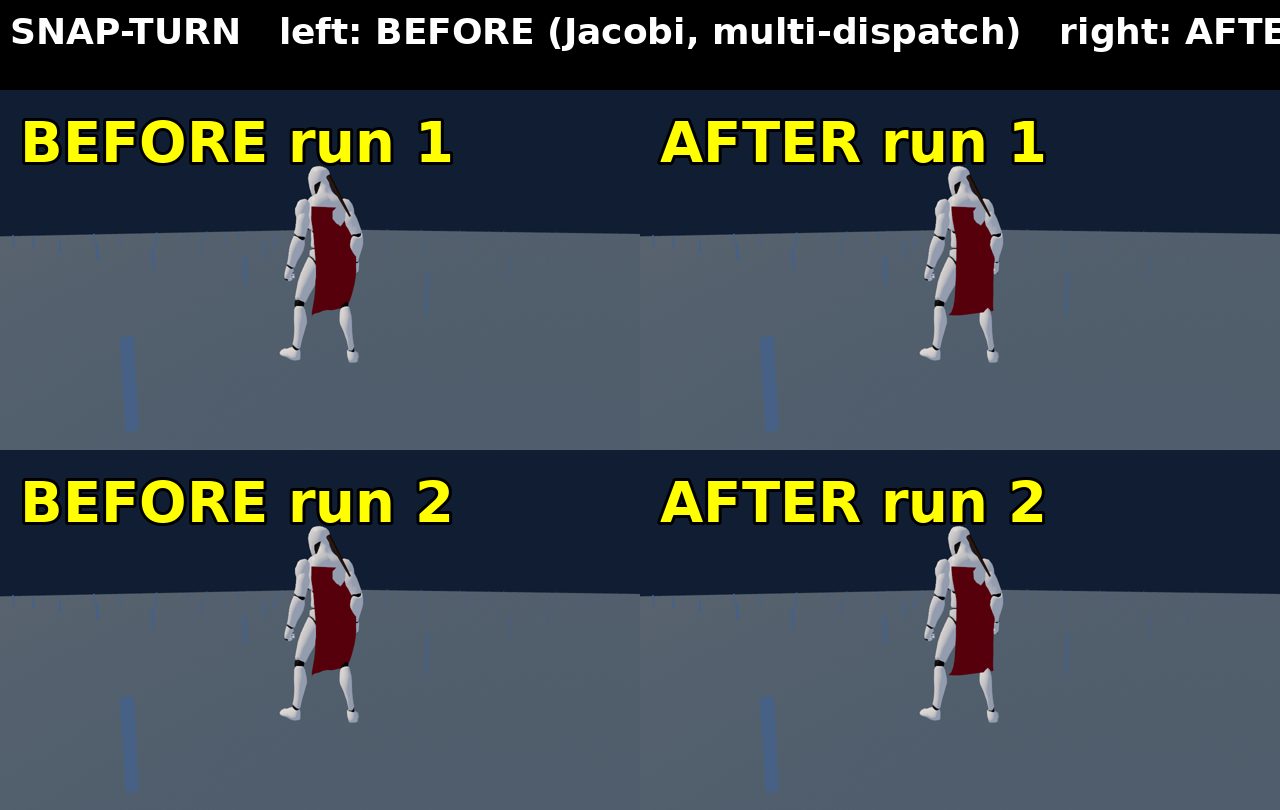 SNAP-TURN left: BEFORE (Jacobi, multi-dispatch) right: AFTE
BEFORE run 1
AFTER run 1
BEFORE run 2
AFTER run 2